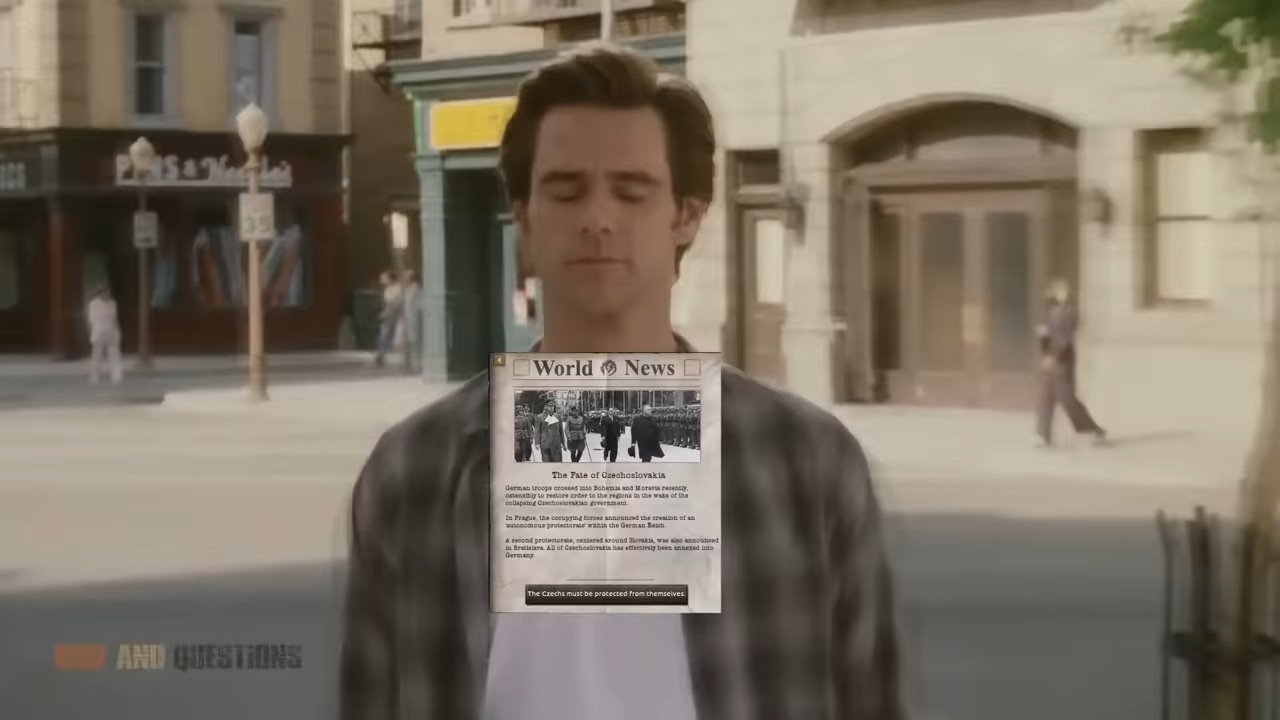 & Needle's
World News
The Fate of Czechoslovakia
German troops crossed into Bohemia and Moravia recently,
ostensibly to restore order to the regions in the wake of the
collapsing Czechoslovakian government.
In Prague, the occupying forces announced the creation of an
'autonomous protectorate' within the German Reich.
A second protectorate, centered around Slovakia, was also announced
in Bratislava. All of Czechoslovakia has effectively been annexed into
Germany.
The Czechs must be protected from themselves.
AND QUESTIONS